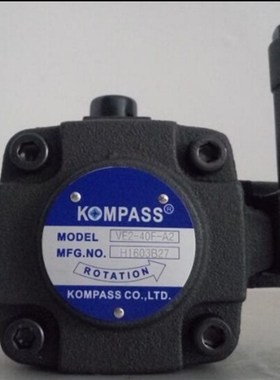 KOMPASS®
MODEL VE2-40F-A2
MFG.NO. H1603B27
ROTATION
KOMPASS CO.,LTD.